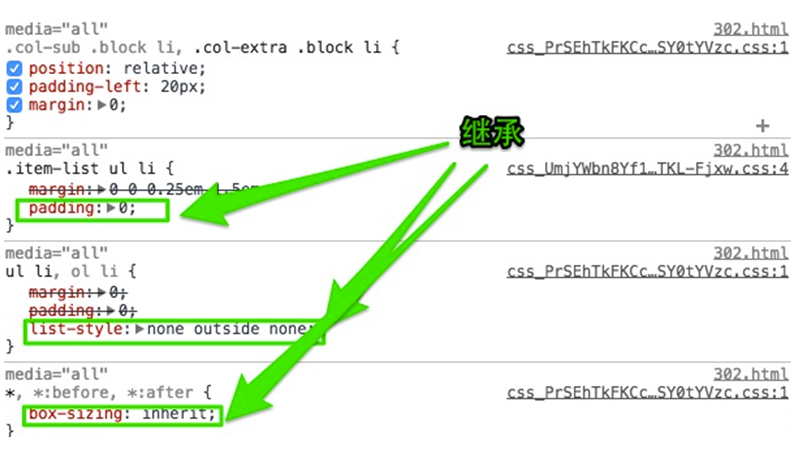 media="all" 302.html
.col-sub .block li, .col-extra .block li { css_PrSEhTkFKCc…SY0tYVzc.css:1
position: relative;
padding-left: 20px;
margin:▶0;
}
继承
media="all" 302.html
.item-list ul li { css_UmjYWbn8Yf1…TKL-Fjxw.css:4
margin:▶0 0 0.25em 1.5em
padding:▶0;
}
media="all" 302.html
ul li, ol li { css_PrSEhTkFKCc…SY0tYVzc.css:1
margin:▶0;
padding:▶0;
list-style:▶none outside none;
}
media="all" 302.html
*, *:before, *:after { css_PrSEhTkFKCc…SY0tYVzc.css:1
box-sizing: inherit;
}